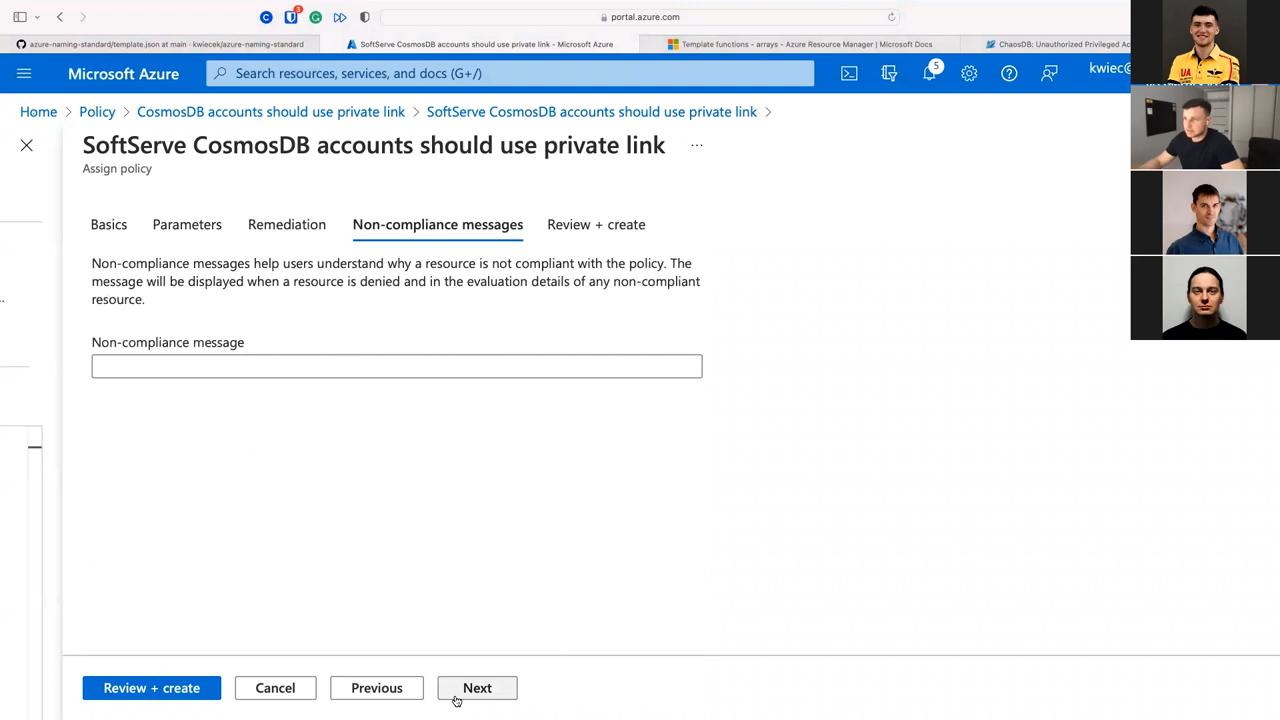 3
portal.azure.com
azure-naming-standard/template.json at main · kwiecek/azure-naming-standard
SoftServe CosmosDB accounts should use private link - Microsoft Azure
Template functions - arrays - Azure Resource Manager | Microsoft Docs
ChaosDB: Unauthorized Privileged Ac
Microsoft Azure
Search resources, services, and docs (G+/)
5
kwiec@
Home > Policy > CosmosDB accounts should use private link > SoftServe CosmosDB accounts should use private link >
SoftServe CosmosDB accounts should use private link ...
Assign policy
Basics Parameters Remediation Non-compliance messages Review + create
Non-compliance messages help users understand why a resource is not compliant with the policy. The
message will be displayed when a resource is denied and in the evaluation details of any non-compliant
resource.
Non-compliance message
Review + create Cancel Previous Next